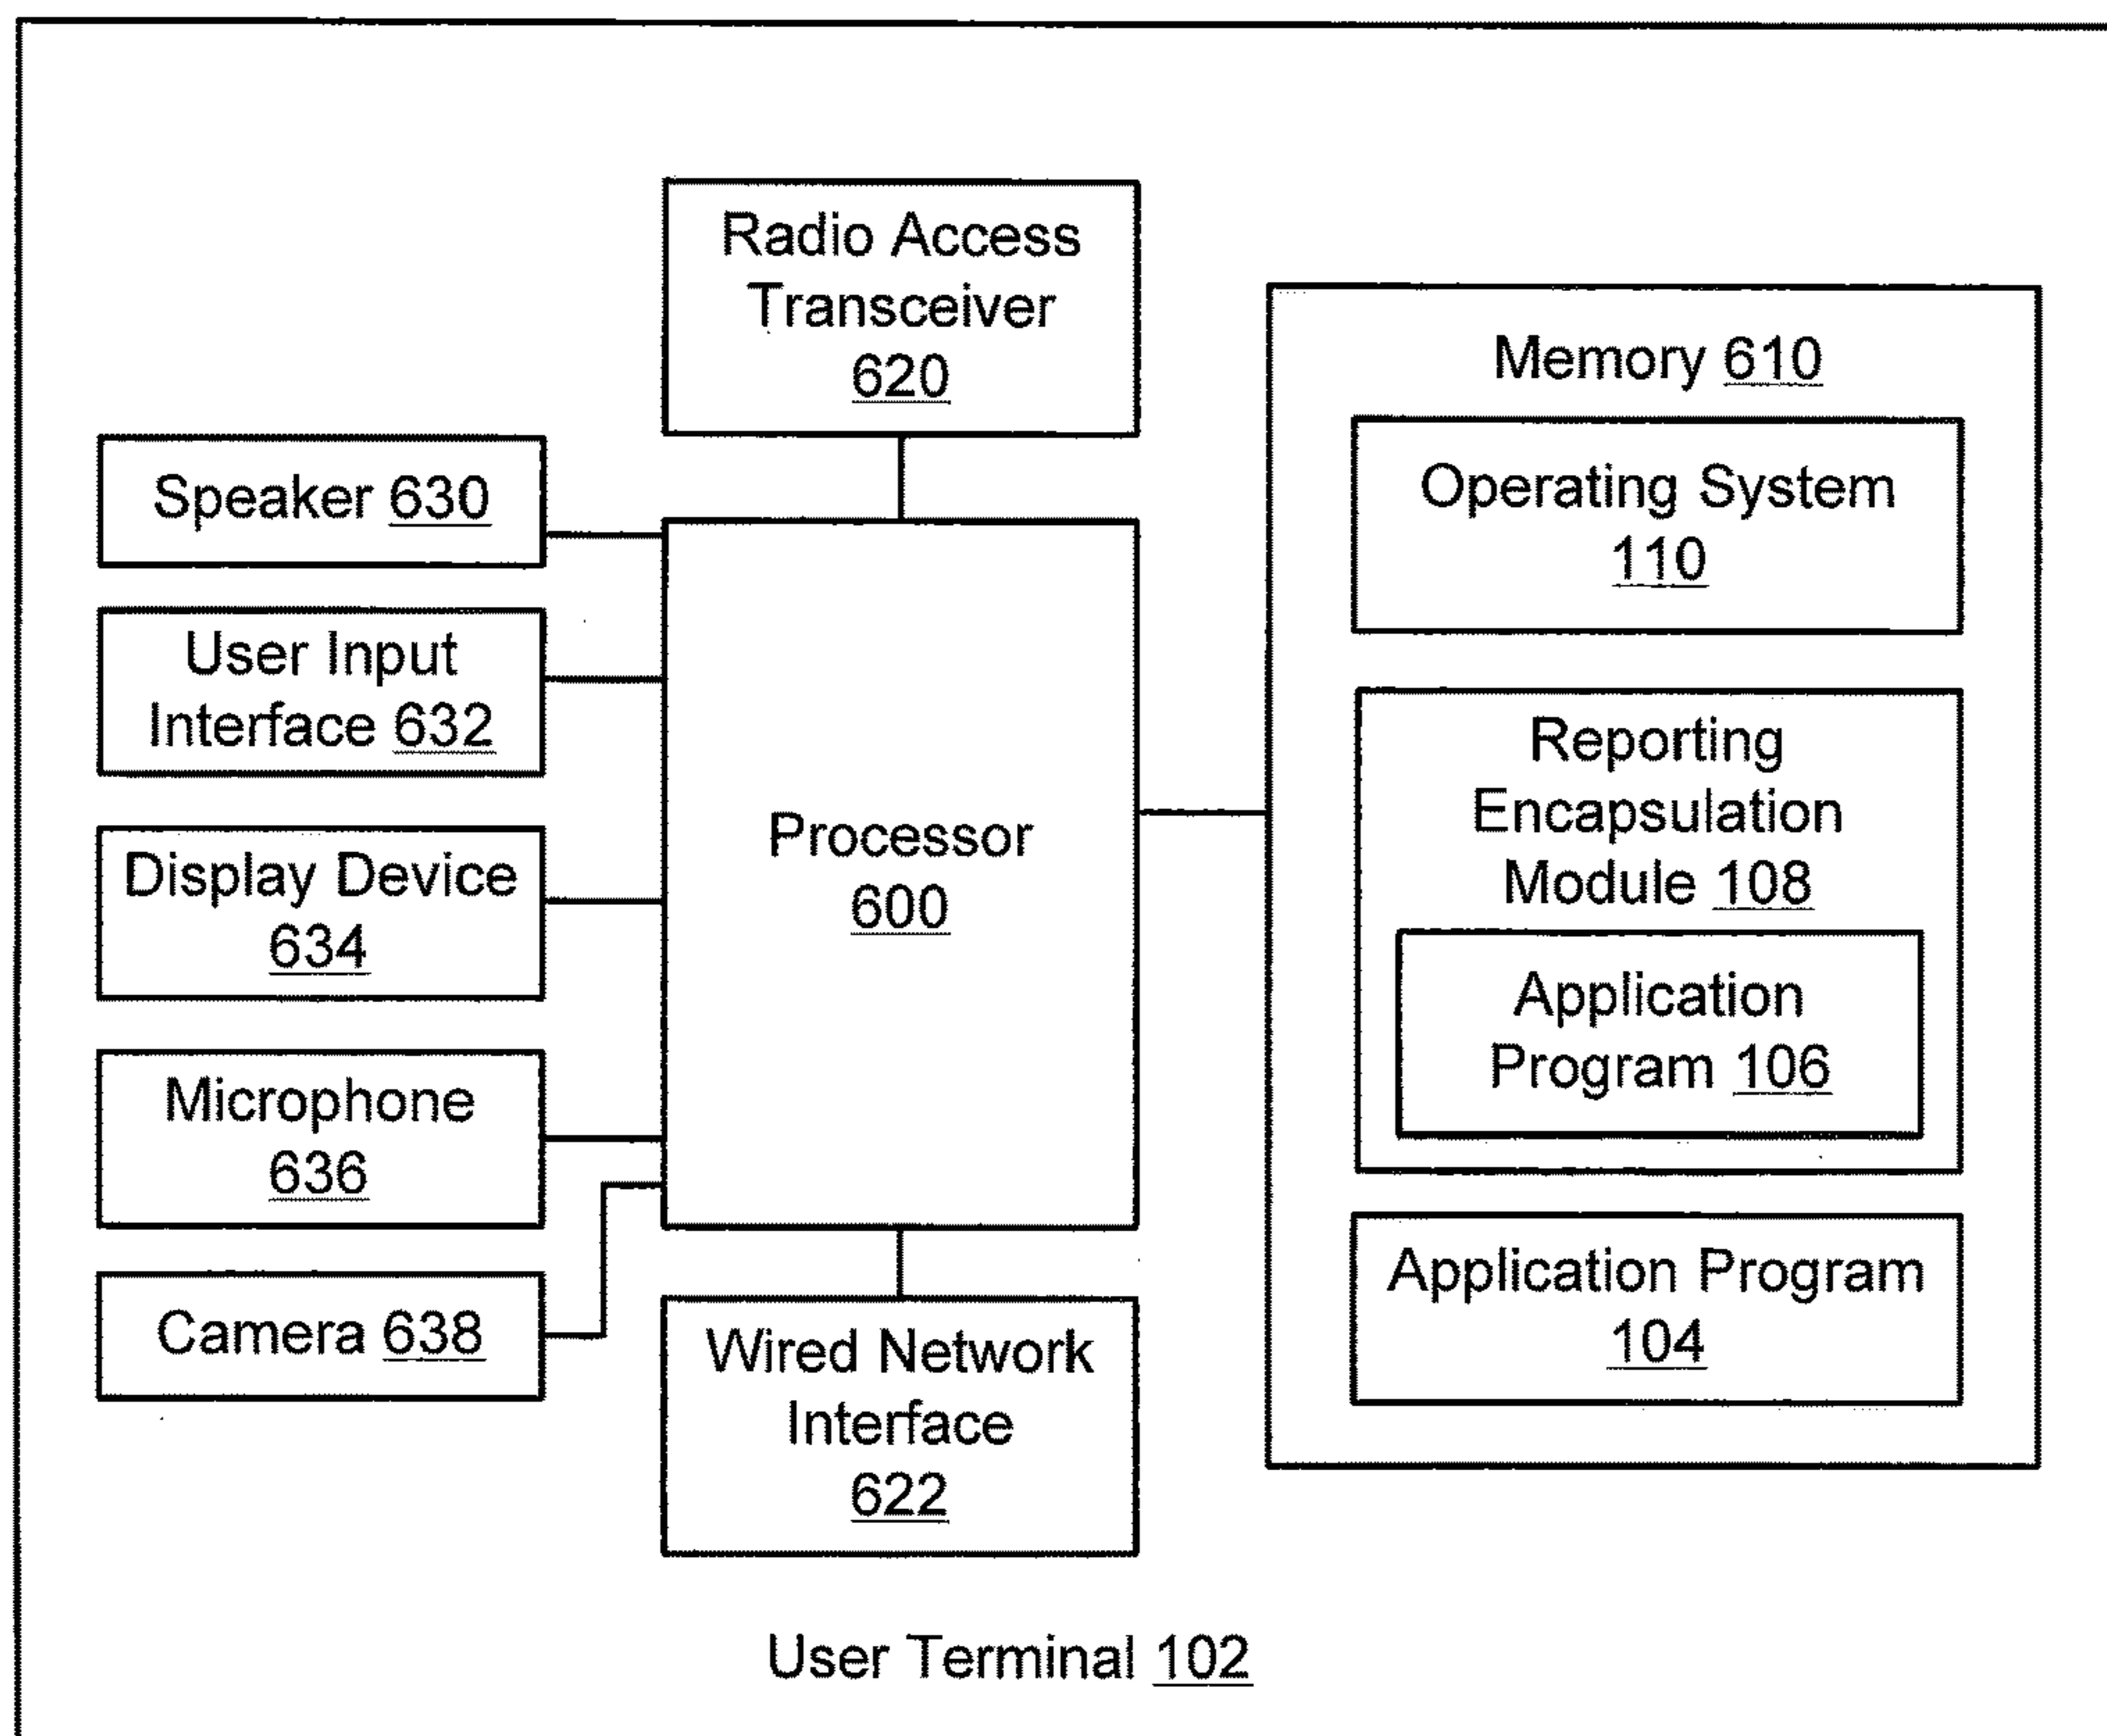 Radio Access
Transceiver
620
Speaker 630
User Input
Interface 632
Display Device
634
Microphone
636
Camera 638
Processor
600
Wired Network
Interface
622
Memory 610
Operating System
110
Reporting
Encapsulation
Module 108
Application
Program 106
Application Program
104
User Terminal 102